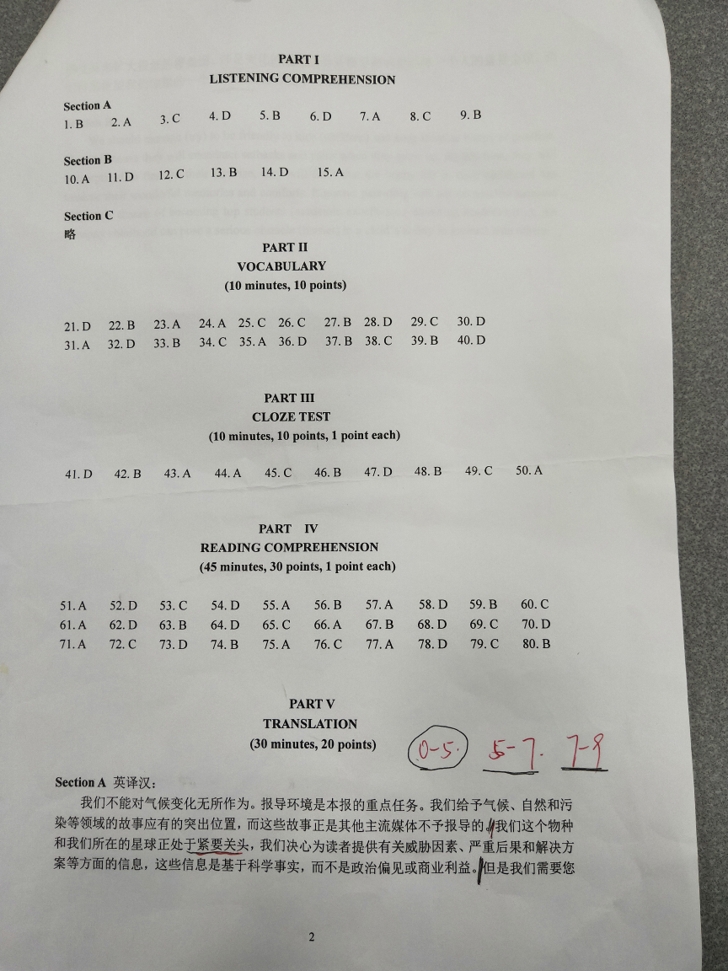 PART I
LISTENING COMPREHENSION
Section A
1. B 2. A 3. C 4. D 5. B 6. D 7. A 8. C 9. B
Section B
10. A 11. D 12. C 13. B 14. D 15. A
Section C
略
PART II
VOCABULARY
(10 minutes, 10 points)
21. D 22. B 23. A 24. A 25. C 26. C 27. B 28. D 29. C 30. D
31. A 32. D 33. B 34. C 35. A 36. D 37. B 38. C 39. B 40. D
PART III
CLOZE TEST
(10 minutes, 10 points, 1 point each)
41. D 42. B 43. A 44. A 45. C 46. B 47. D 48. B 49. C 50. A
PART IV
READING COMPREHENSION
(45 minutes, 30 points, 1 point each)
51. A 52. D 53. C 54. D 55. A 56. B 57. A 58. D 59. B 60. C
61. A 62. D 63. B 64. D 65. C 66. A 67. B 68. D 69. C 70. D
71. A 72. C 73. D 74. B 75. A 76. C 77. A 78. D 79. C 80. B
PART V
TRANSLATION
(30 minutes, 20 points) 0-5. 5-7. 7-9
Section A 英译汉：
我们不能对气候变化无所作为。报导环境是本报的重点任务。我们给予气候、自然和污
染等领域的故事应有的突出位置，而这些故事正是其他主流媒体不予报导的。我们这个物种
和我们所在的星球正处于紧要关头，我们决心为读者提供有关威胁因素、严重后果和解决方
案等方面的信息，这些信息是基于科学事实，而不是政治偏见或商业利益。但是我们需要您
2